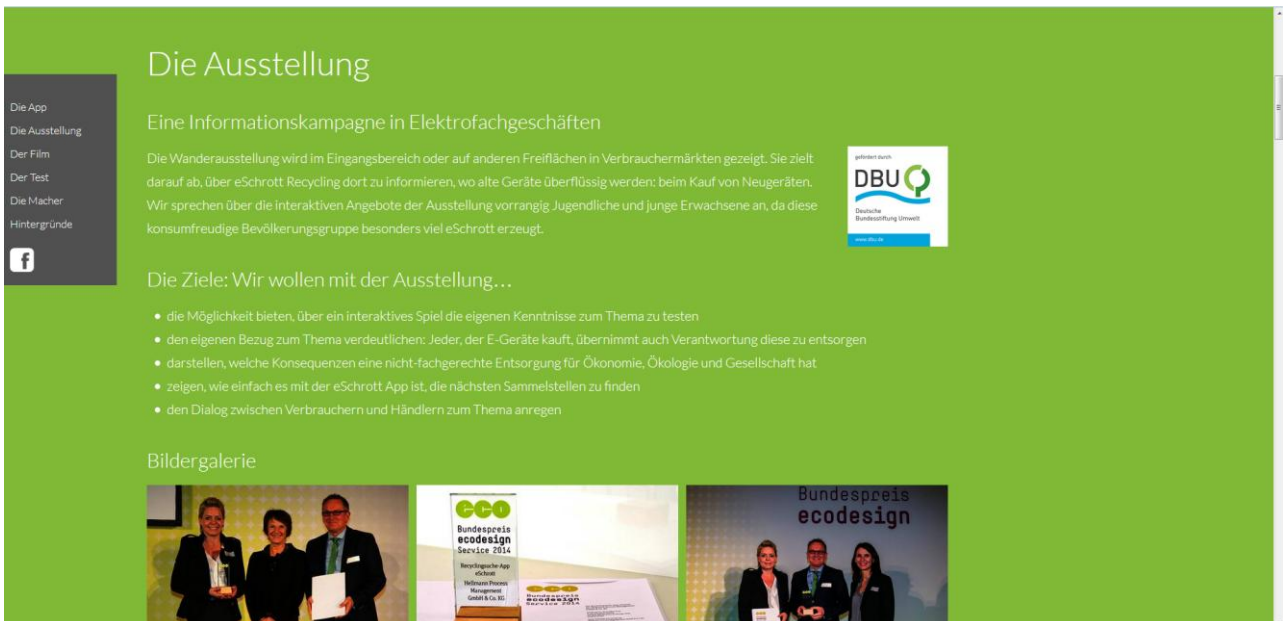 Die App
Die Ausstellung
Der Film
Der Test
Die Macher
Hintergründe
f
Die Ausstellung
Eine Informationskampagne in Elektrofachgeschäften
Die Wanderausstellung wird im Eingangsbereich oder auf anderen Freiflächen in Verbrauchermärkten gezeigt. Sie zielt
darauf ab, über eSchrott Recycling dort zu informieren, wo alte Geräte überflüssig werden: beim Kauf von Neugeräten.
Wir sprechen über die interaktiven Angebote der Ausstellung vorrangig Jugendliche und junge Erwachsene an, da diese
konsumfreudige Bevölkerungsgruppe besonders viel eSchrott erzeugt.
gefördert durch
DBU
Deutsche
Bundesstiftung Umwelt
www.dbu.de
Die Ziele: Wir wollen mit der Ausstellung…
• die Möglichkeit bieten, über ein interaktives Spiel die eigenen Kenntnisse zum Thema zu testen
• den eigenen Bezug zum Thema verdeutlichen: Jeder, der E-Geräte kauft, übernimmt auch Verantwortung diese zu entsorgen
• darstellen, welche Konsequenzen eine nicht-fachgerechte Entsorgung für Ökonomie, Ökologie und Gesellschaft hat
• zeigen, wie einfach es mit der eSchrott App ist, die nächsten Sammelstellen zu finden
• den Dialog zwischen Verbrauchern und Händlern zum Thema anregen
Bildergalerie
eco
Bundespreis
ecodesign
Service 2014
Recyclingsuche-App
eSchrott
Hellmann Process
Management
GmbH & Co. KG
eco
Bundespreis
ecodesign
Service 2014
Bundespreis
ecodesign